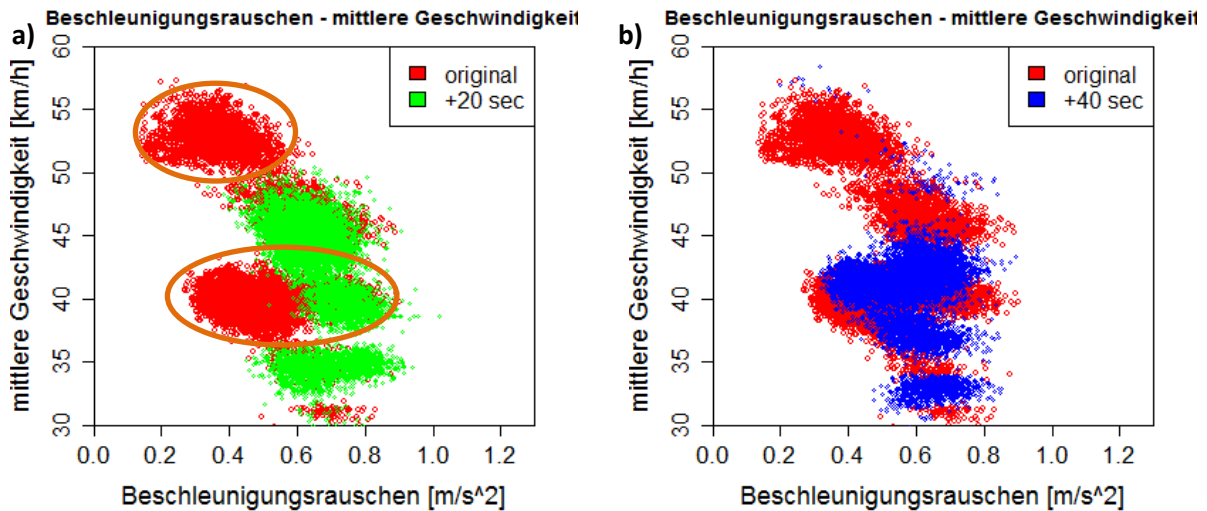 Beschleunigungsrauschen - mittlere Geschwindigkeit
a)
mittlere Geschwindigkeit [km/h]
60
55
50
45
40
35
30
original
+20 sec
0.0 0.2 0.4 0.6 0.8 1.0 1.2
Beschleunigungsrauschen [m/s^2]
Beschleunigungsrauschen - mittlere Geschwindigkeit
b)
mittlere Geschwindigkeit [km/h]
60
55
50
45
40
35
30
original
+40 sec
0.0 0.2 0.4 0.6 0.8 1.0 1.2
Beschleunigungsrauschen [m/s^2]